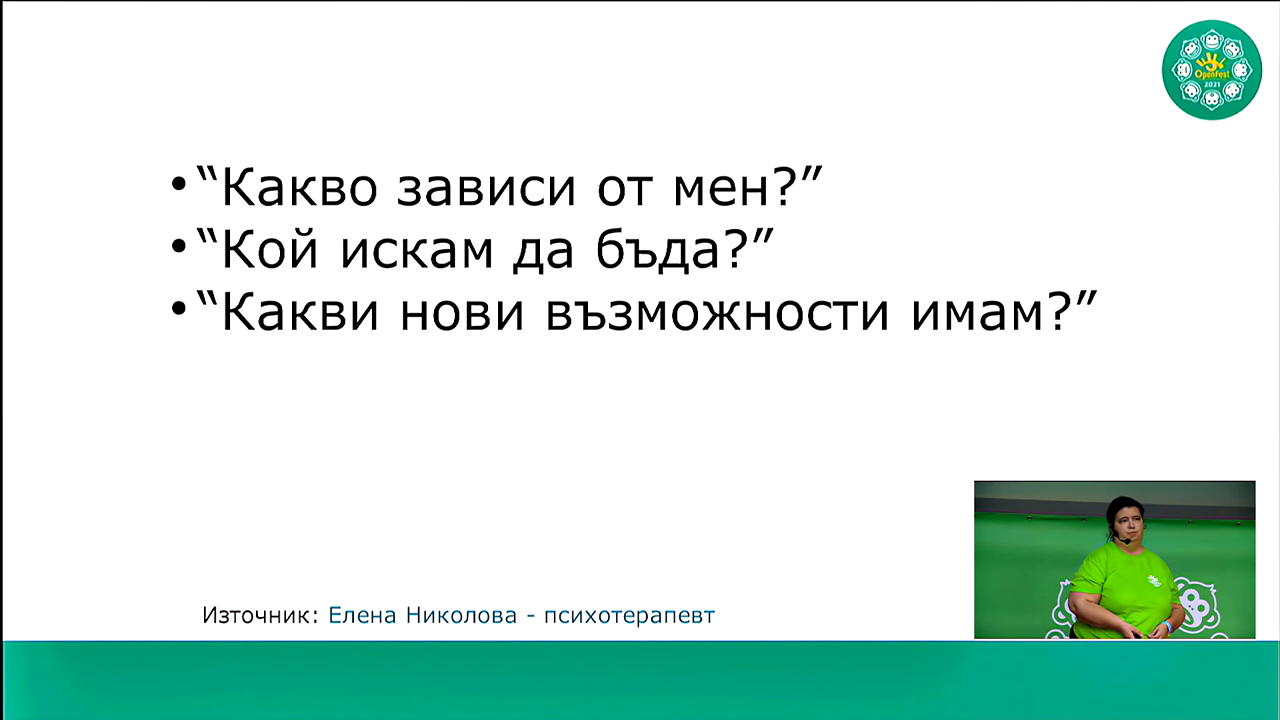 OpenFest
2021
• “Какво зависи от мен?”
• “Кой искам да бъда?”
• “Какви нови възможности имам?”
Източник: Елена Николова - психотерапевт